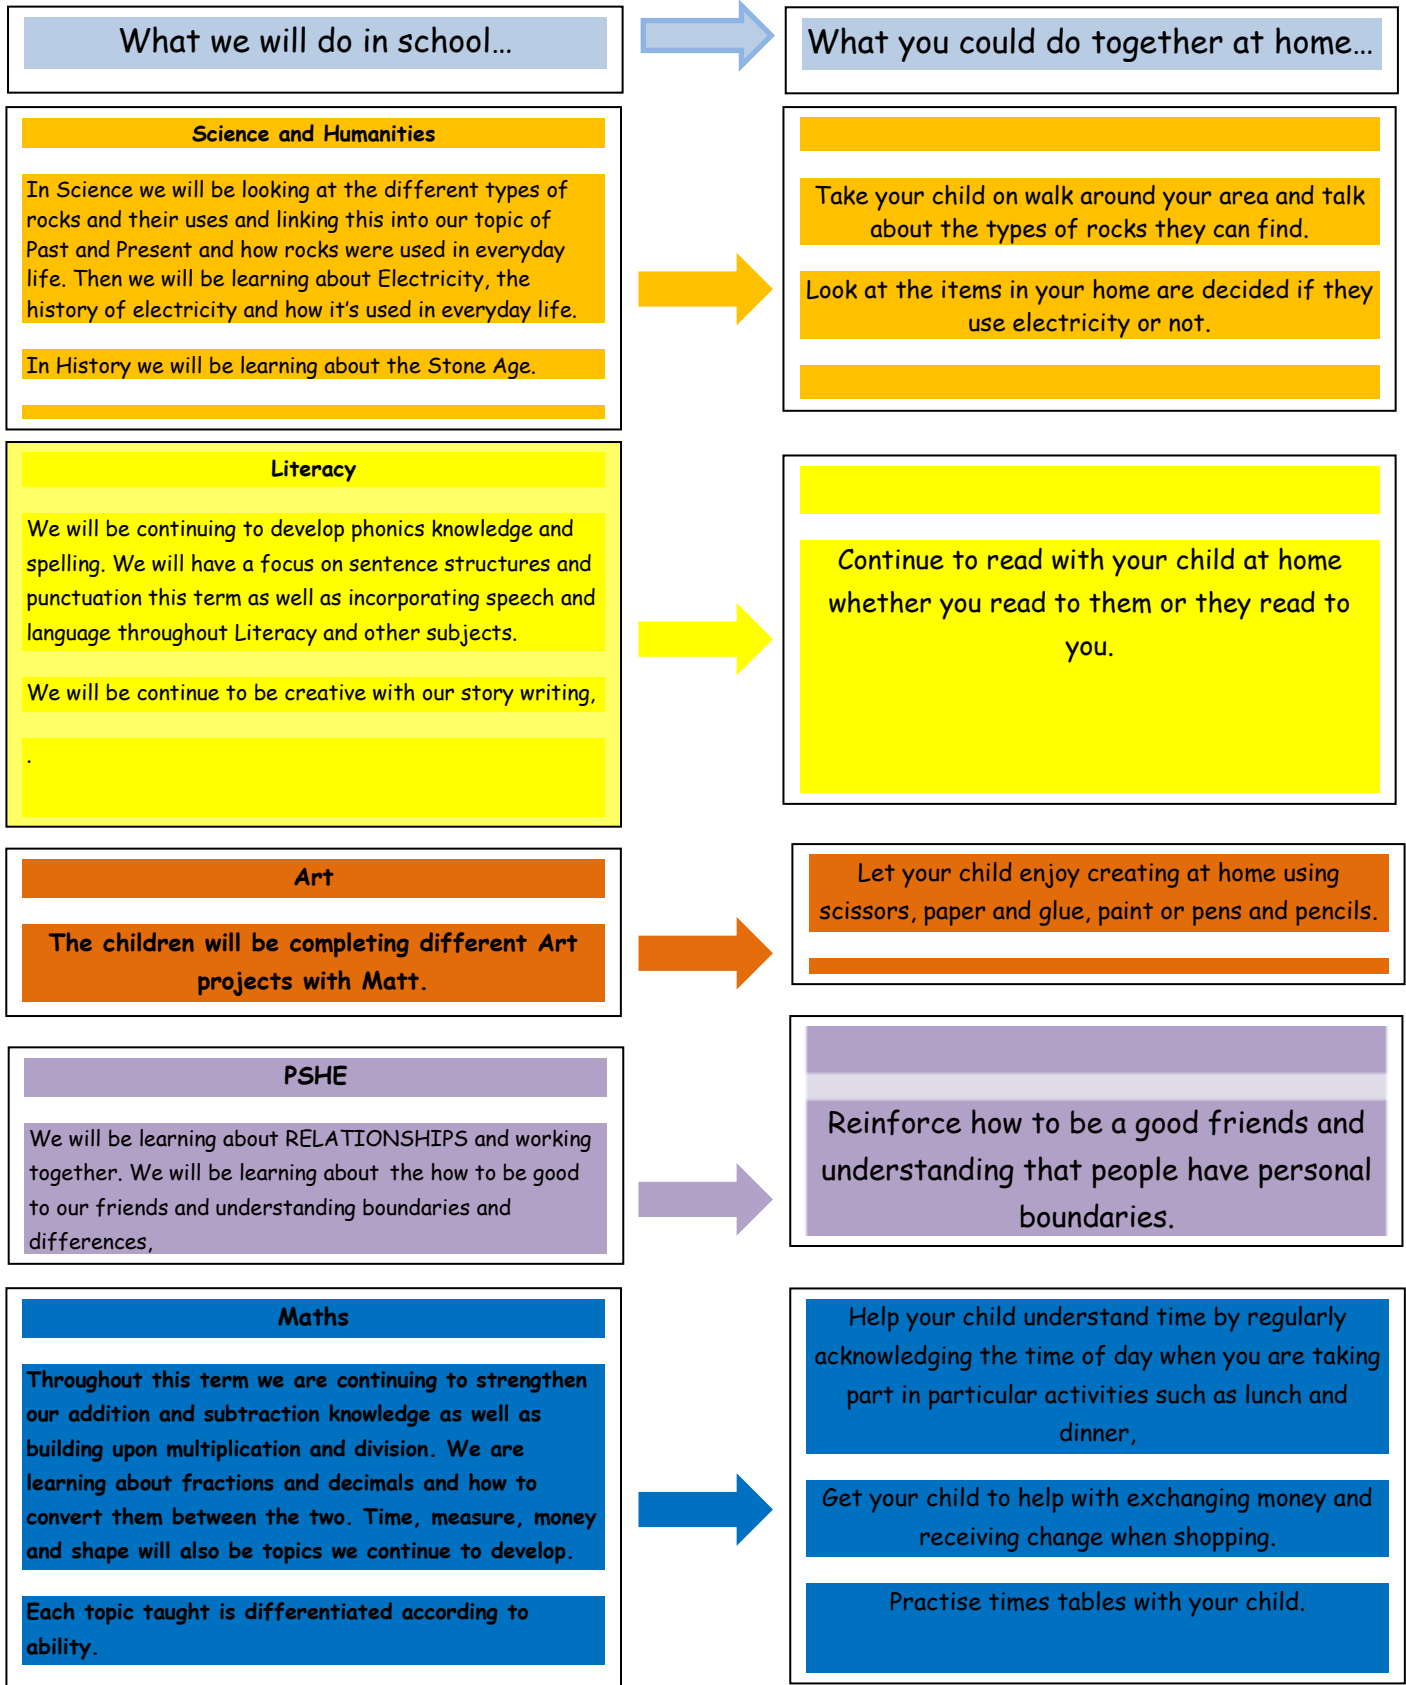 What we will do in school…
What you could do together at home…
Science and Humanities
In Science we will be looking at the different types of
rocks and their uses and linking this into our topic of
Past and Present and how rocks were used in everyday
life. Then we will be learning about Electricity, the
history of electricity and how it's used in everyday life.
In History we will be learning about the Stone Age.
Take your child on walk around your area and talk
about the types of rocks they can find.
Look at the items in your home are decided if they
use electricity or not.
Literacy
We will be continuing to develop phonics knowledge and
spelling. We will have a focus on sentence structures and
punctuation this term as well as incorporating speech and
language throughout Literacy and other subjects.
We will be continue to be creative with our story writing,
.
Continue to read with your child at home
whether you read to them or they read to
you.
Art
The children will be completing different Art
projects with Matt.
Let your child enjoy creating at home using
scissors, paper and glue, paint or pens and pencils.
PSHE
We will be learning about RELATIONSHIPS and working
together. We will be learning about the how to be good
to our friends and understanding boundaries and
differences,
Reinforce how to be a good friends and
understanding that people have personal
boundaries.
Maths
Throughout this term we are continuing to strengthen
our addition and subtraction knowledge as well as
building upon multiplication and division. We are
learning about fractions and decimals and how to
convert them between the two. Time, measure, money
and shape will also be topics we continue to develop.
Each topic taught is differentiated according to
ability.
Help your child understand time by regularly
acknowledging the time of day when you are taking
part in particular activities such as lunch and
dinner,
Get your child to help with exchanging money and
receiving change when shopping.
Practise times tables with your child.